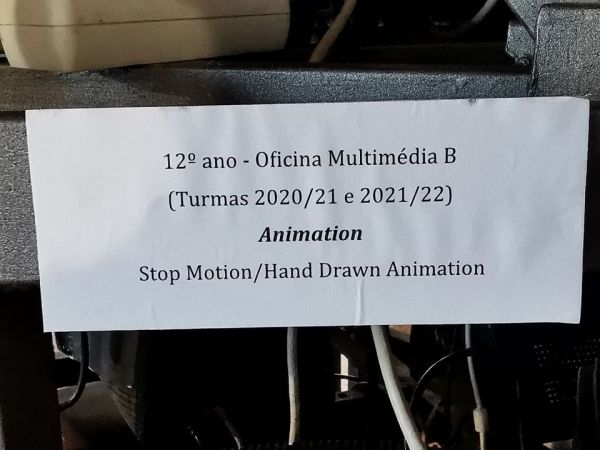 12º ano - Oficina Multimédia B
(Turmas 2020/21 e 2021/22)
Animation
Stop Motion/Hand Drawn Animation